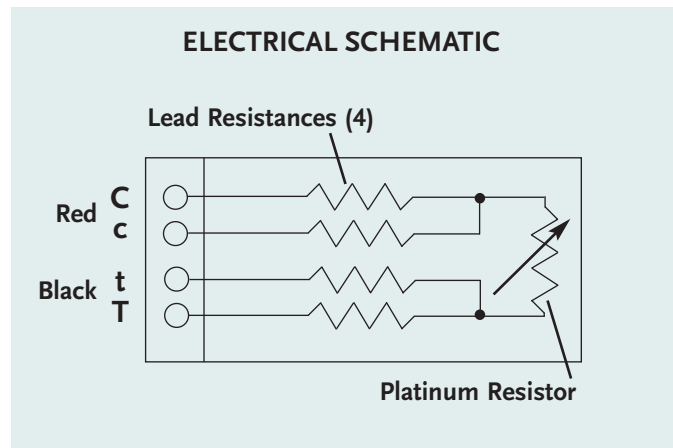 ELECTRICAL SCHEMATIC
Lead Resistances (4)
Red
C
c
Black
t
T
Platinum Resistor